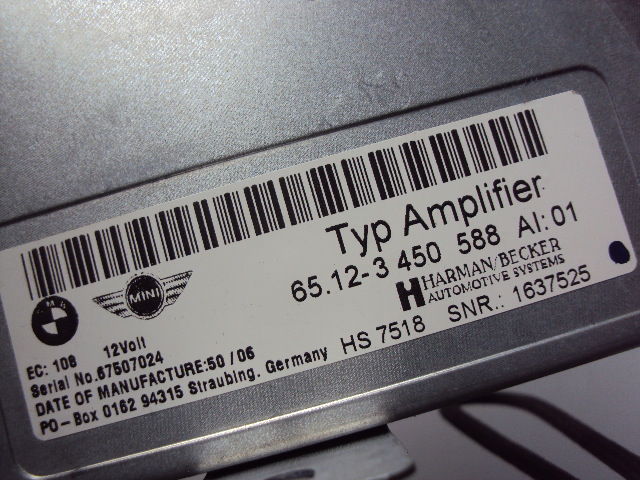 Typ Amplifier
65.12-3 450 588 AI: 01
HARMAN/BECKER
AUTOMOTIVE SYSTEMS
HS 7518 SNR.: 1637525
BMW
MINI
EC: 108 12Volt
Serial No.67507024
DATE OF MANUFACTURE:50 / 06
PO-Box 0162 94315 Straubing, Germany